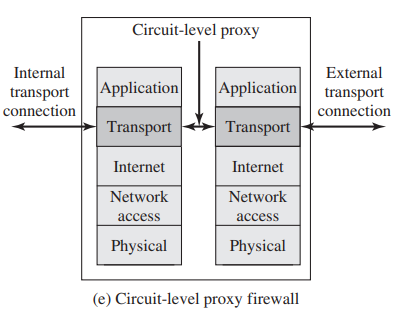 Circuit-level proxy
Internal
transport
connection
External
transport
connection
Application
Transport
Internet
Network
access
Physical
Application
Transport
Internet
Network
access
Physical
(e) Circuit-level proxy firewall